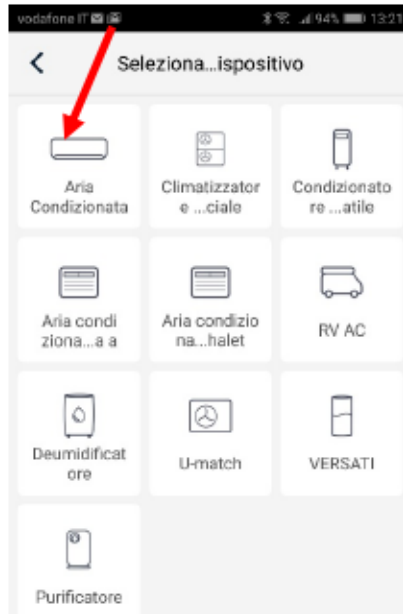 vodafone IT 94% 13:21
Seleziona...ispositivo
Aria
Condizionata
Climatizzator
e ...ciale
Condizionato
re ...atile
Aria condi
ziona...a a
Aria condizio
na...halet
RV AC
Deumidificat
ore
U-match
VERSATI
Purificatore